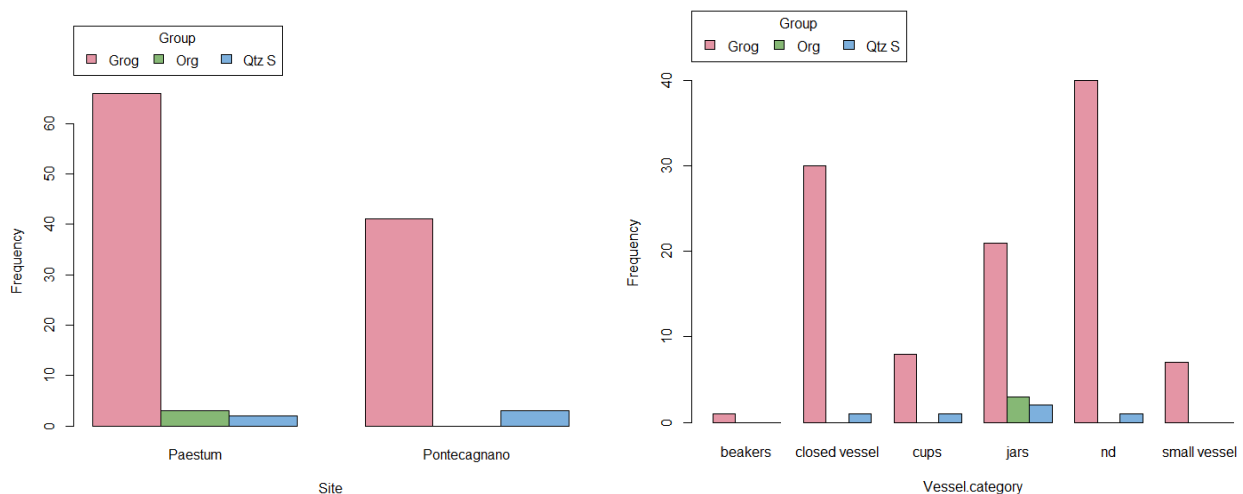 Group
Grog Org Qtz S
60
50
40
30
20
10
0
Frequency
Paestum Pontecagnano
Site
Group
Grog Org Qtz S
40
30
20
10
0
Frequency
beakers closed vessel cups jars nd small vessel
Vessel.category